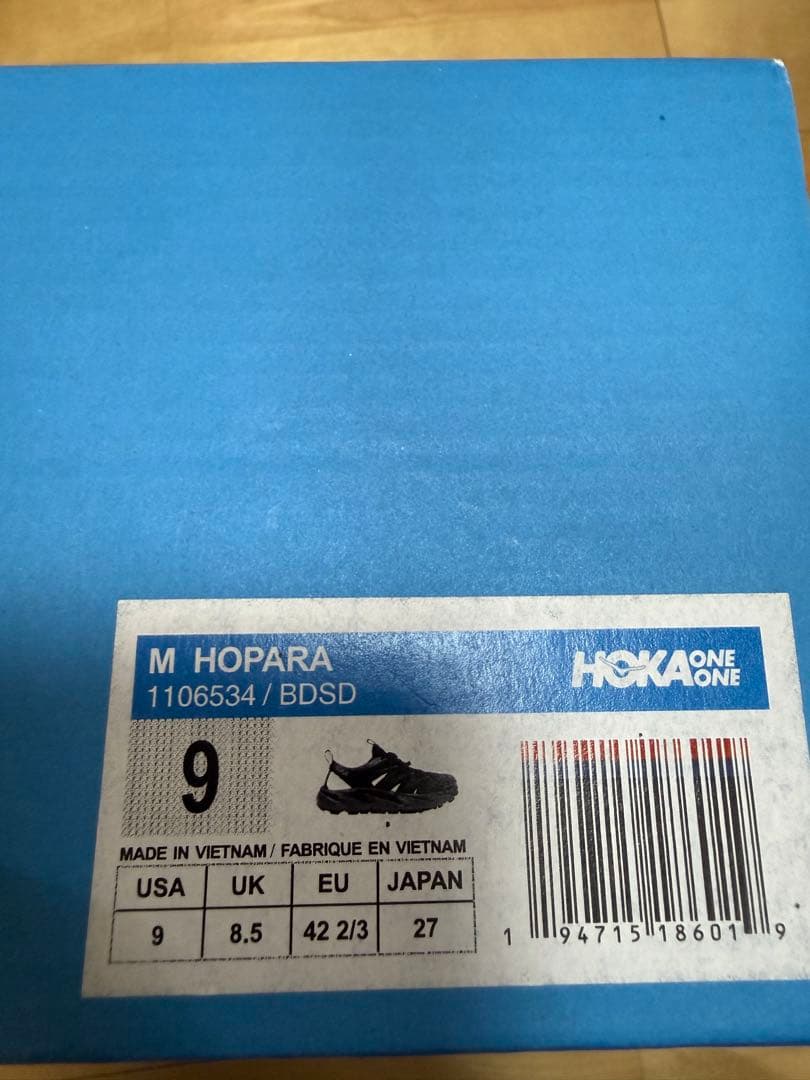 M HOPARA
1106534 / BDSD
HOKA ONE ONE
9
MADE IN VIETNAM / FABRIQUE EN VIETNAM
USA UK EU JAPAN
9 8.5 42 2/3 27
1 94715 18601 9